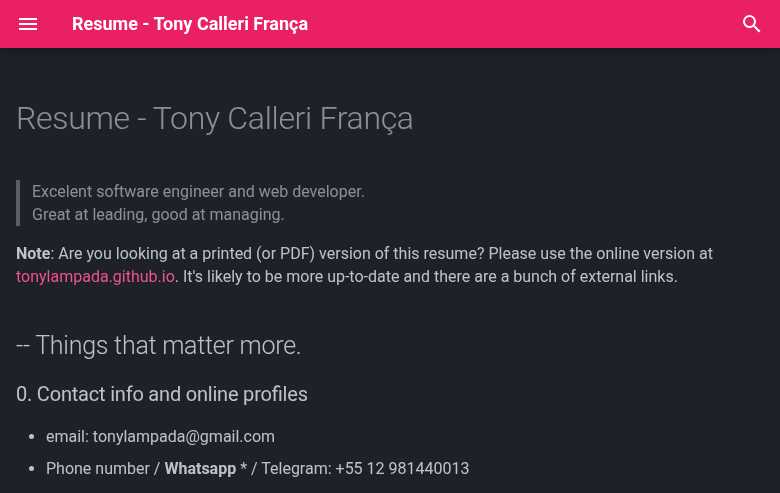 Resume - Tony Calleri França
Resume - Tony Calleri França
Excelent software engineer and web developer.
Great at leading, good at managing.
Note: Are you looking at a printed (or PDF) version of this resume? Please use the online version at
tonylampada.github.io. It's likely to be more up-to-date and there are a bunch of external links.
-- Things that matter more.
0. Contact info and online profiles
• email: tonylampada@gmail.com
• Phone number / Whatsapp * / Telegram: +55 12 981440013